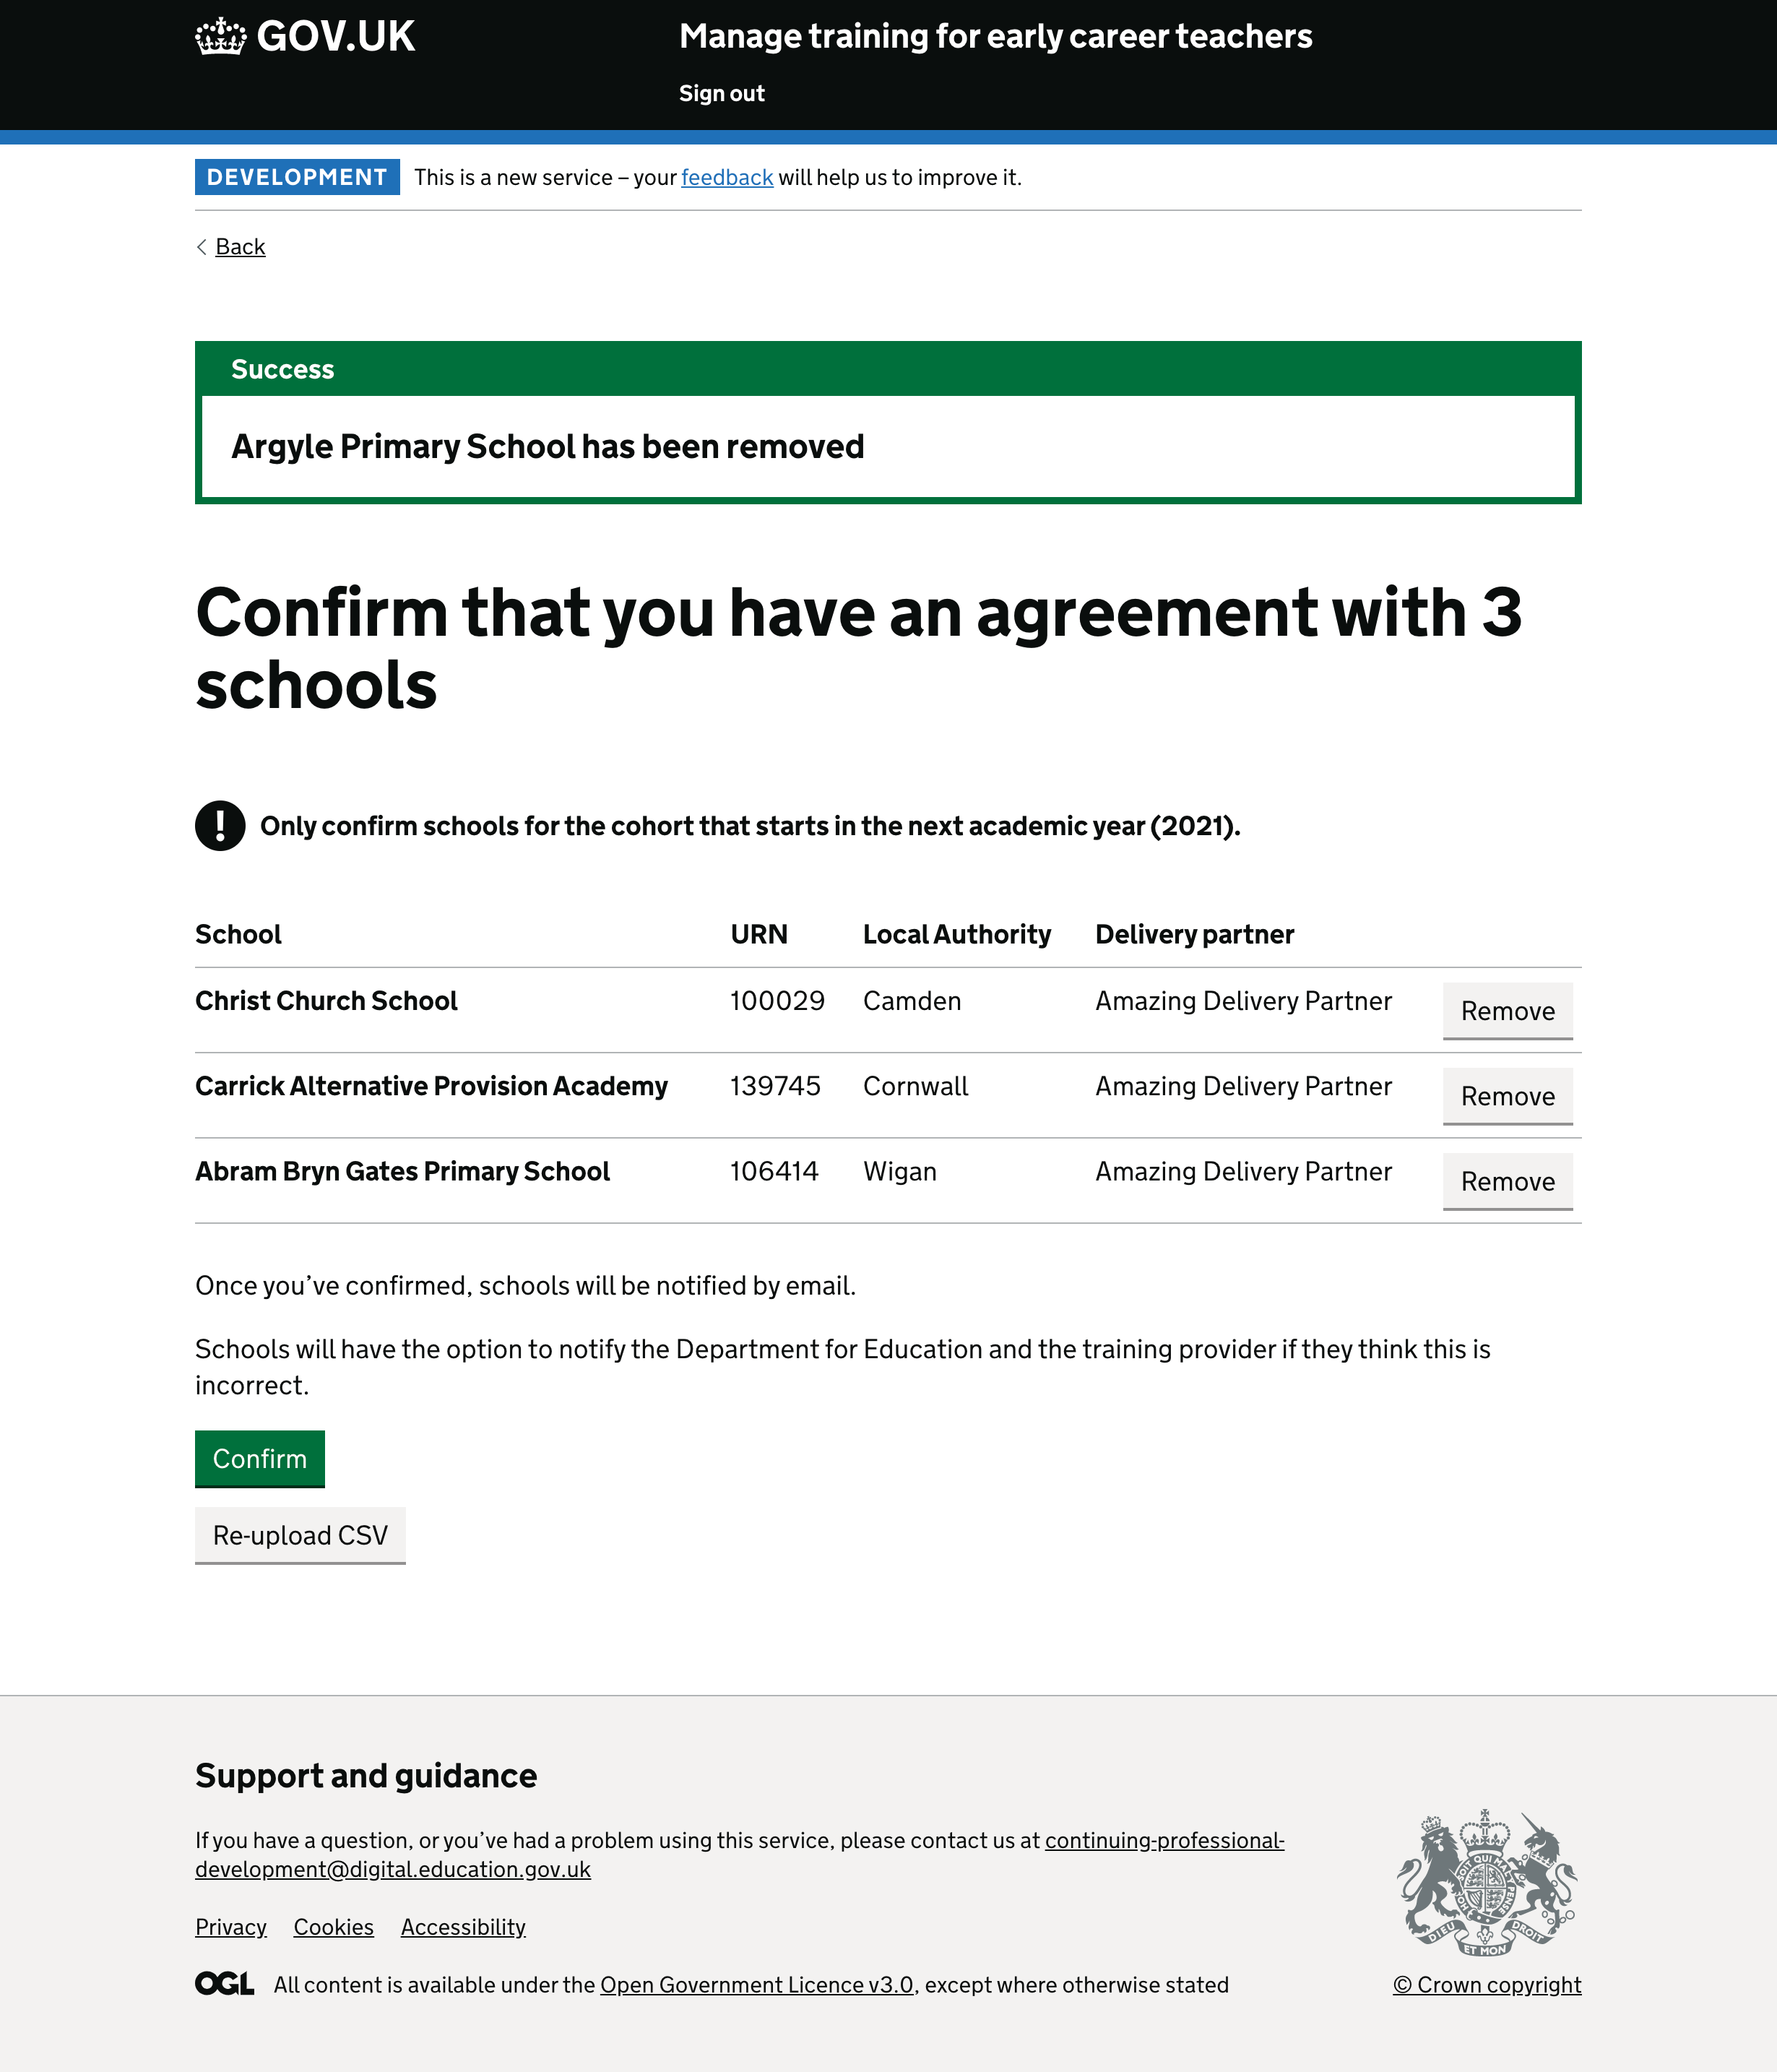 GOV.UK
Manage training for early career teachers
Sign out
DEVELOPMENT This is a new service – your feedback will help us to improve it.
Back
Success
Argyle Primary School has been removed
Confirm that you have an agreement with 3
schools
! Only confirm schools for the cohort that starts in the next academic year (2021).
School URN Local Authority Delivery partner
Christ Church School 100029 Camden Amazing Delivery Partner Remove
Carrick Alternative Provision Academy 139745 Cornwall Amazing Delivery Partner Remove
Abram Bryn Gates Primary School 106414 Wigan Amazing Delivery Partner Remove
Once you’ve confirmed, schools will be notified by email.
Schools will have the option to notify the Department for Education and the training provider if they think this is
incorrect.
Confirm
Re-upload CSV
Support and guidance
If you have a question, or you’ve had a problem using this service, please contact us at continuing-professional-
development@digital.education.gov.uk
Privacy Cookies Accessibility
DIEU ET MON DROIT
OGL All content is available under the Open Government Licence v3.0, except where otherwise stated
© Crown copyright